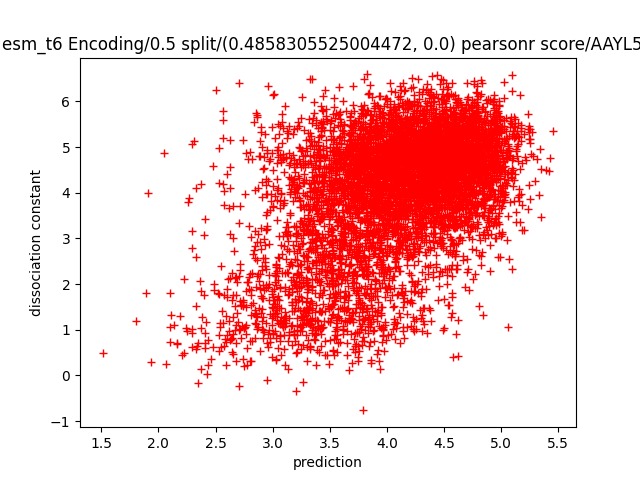 esm_t6 Encoding/0.5 split/(0.4858305525004472, 0.0) pearsonr score/AAYL5
dissociation constant
6
5
4
3
2
1
0
−1
1.5 2.0 2.5 3.0 3.5 4.0 4.5 5.0 5.5
prediction